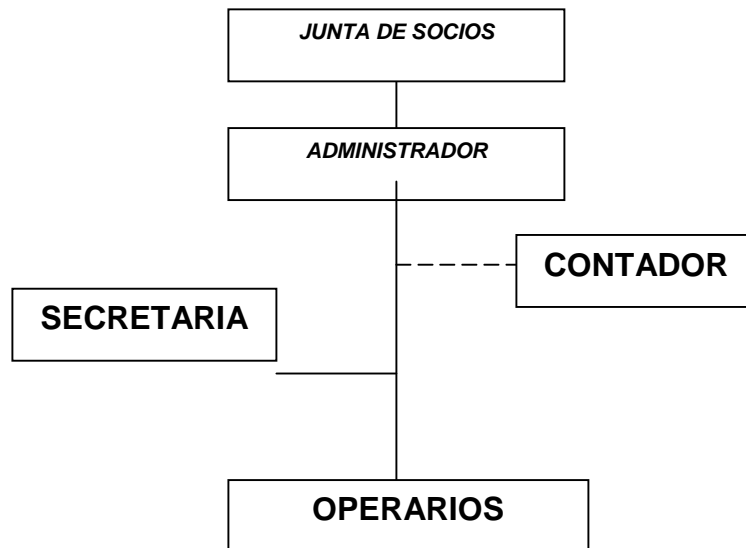 JUNTA DE SOCIOS
ADMINISTRADOR
CONTADOR
SECRETARIA
OPERARIOS